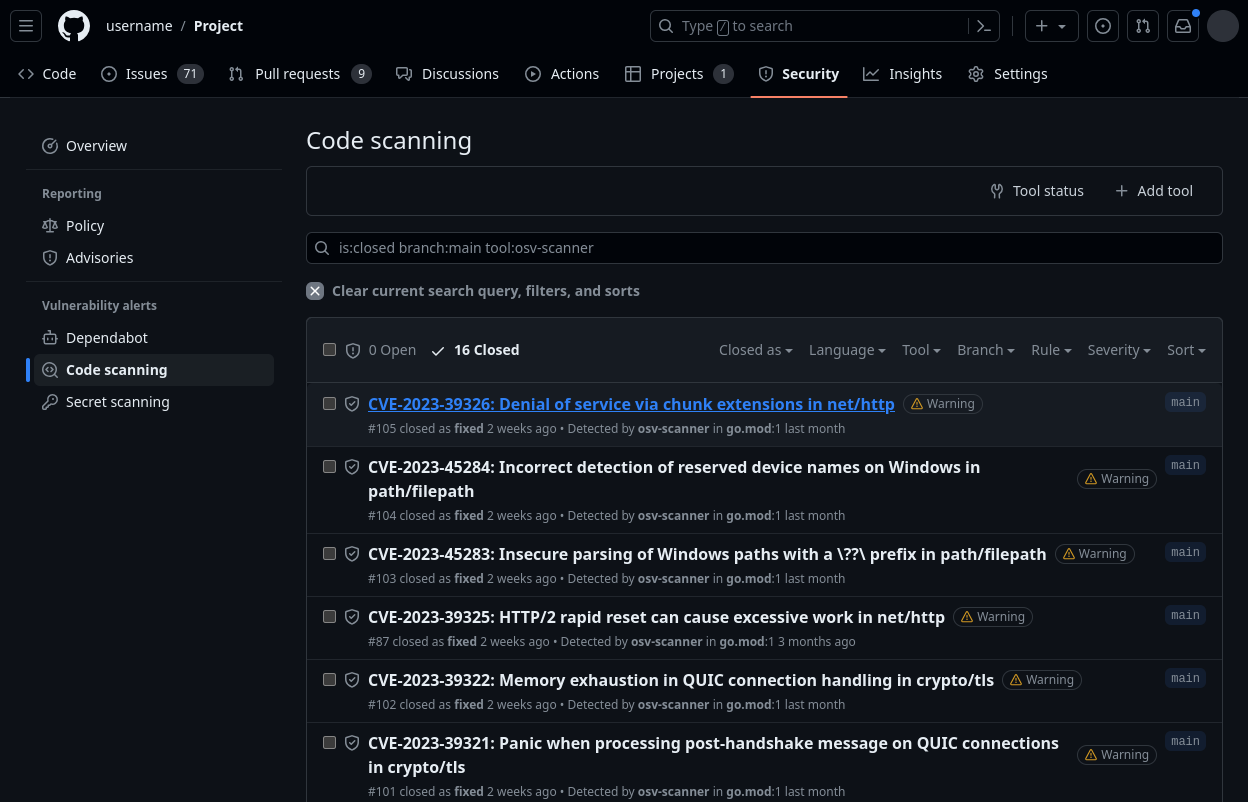 username / Project
Type / to search
Code
Issues 71
Pull requests 9
Discussions
Actions
Projects 1
Security
Insights
Settings
Overview
Reporting
Policy
Advisories
Vulnerability alerts
Dependabot
Code scanning
Secret scanning
Code scanning
Tool status
Add tool
is:closed branch:main tool:osv-scanner
Clear current search query, filters, and sorts
0 Open 16 Closed Closed as Language Tool Branch Rule Severity Sort
CVE-2023-39326: Denial of service via chunk extensions in net/http Warning main
#105 closed as fixed 2 weeks ago • Detected by osv-scanner in go.mod:1 last month
CVE-2023-45284: Incorrect detection of reserved device names on Windows in
path/filepath Warning main
#104 closed as fixed 2 weeks ago • Detected by osv-scanner in go.mod:1 last month
CVE-2023-45283: Insecure parsing of Windows paths with a \??\ prefix in path/filepath Warning main
#103 closed as fixed 2 weeks ago • Detected by osv-scanner in go.mod:1 last month
CVE-2023-39325: HTTP/2 rapid reset can cause excessive work in net/http Warning main
#87 closed as fixed 2 weeks ago • Detected by osv-scanner in go.mod:1 3 months ago
CVE-2023-39322: Memory exhaustion in QUIC connection handling in crypto/tls Warning main
#102 closed as fixed 2 weeks ago • Detected by osv-scanner in go.mod:1 last month
CVE-2023-39321: Panic when processing post-handshake message on QUIC connections
in crypto/tls Warning main
#101 closed as fixed 2 weeks ago • Detected by osv-scanner in go.mod:1 last month